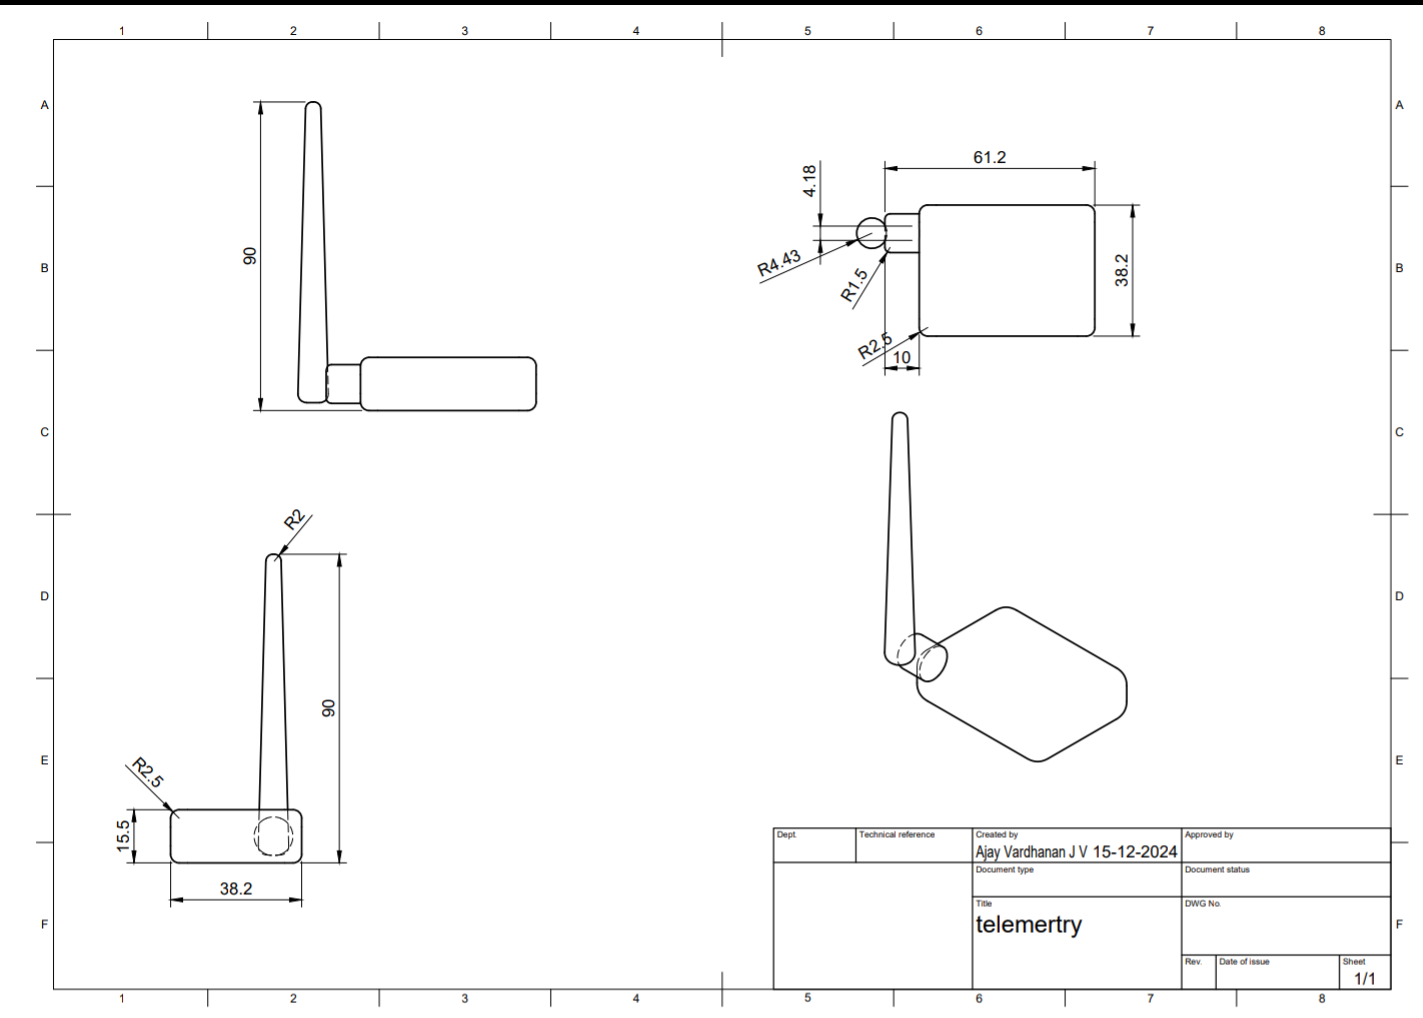 1 2 3 4 5 6 7 8
A A
90
61.2
4.18
B B
R4.43
R1.5
38.2
R2.5
10
C C
R2
D D
90
E E
R2.5
15.5
38.2
Dept. Technical reference Created by Approved by
Ajay Vardhanan J V 15-12-2024
Document type Document status
Title DWG No.
telemertry
F F
Rev. Date of issue Sheet
1/1
1 2 3 4 5 6 7 8